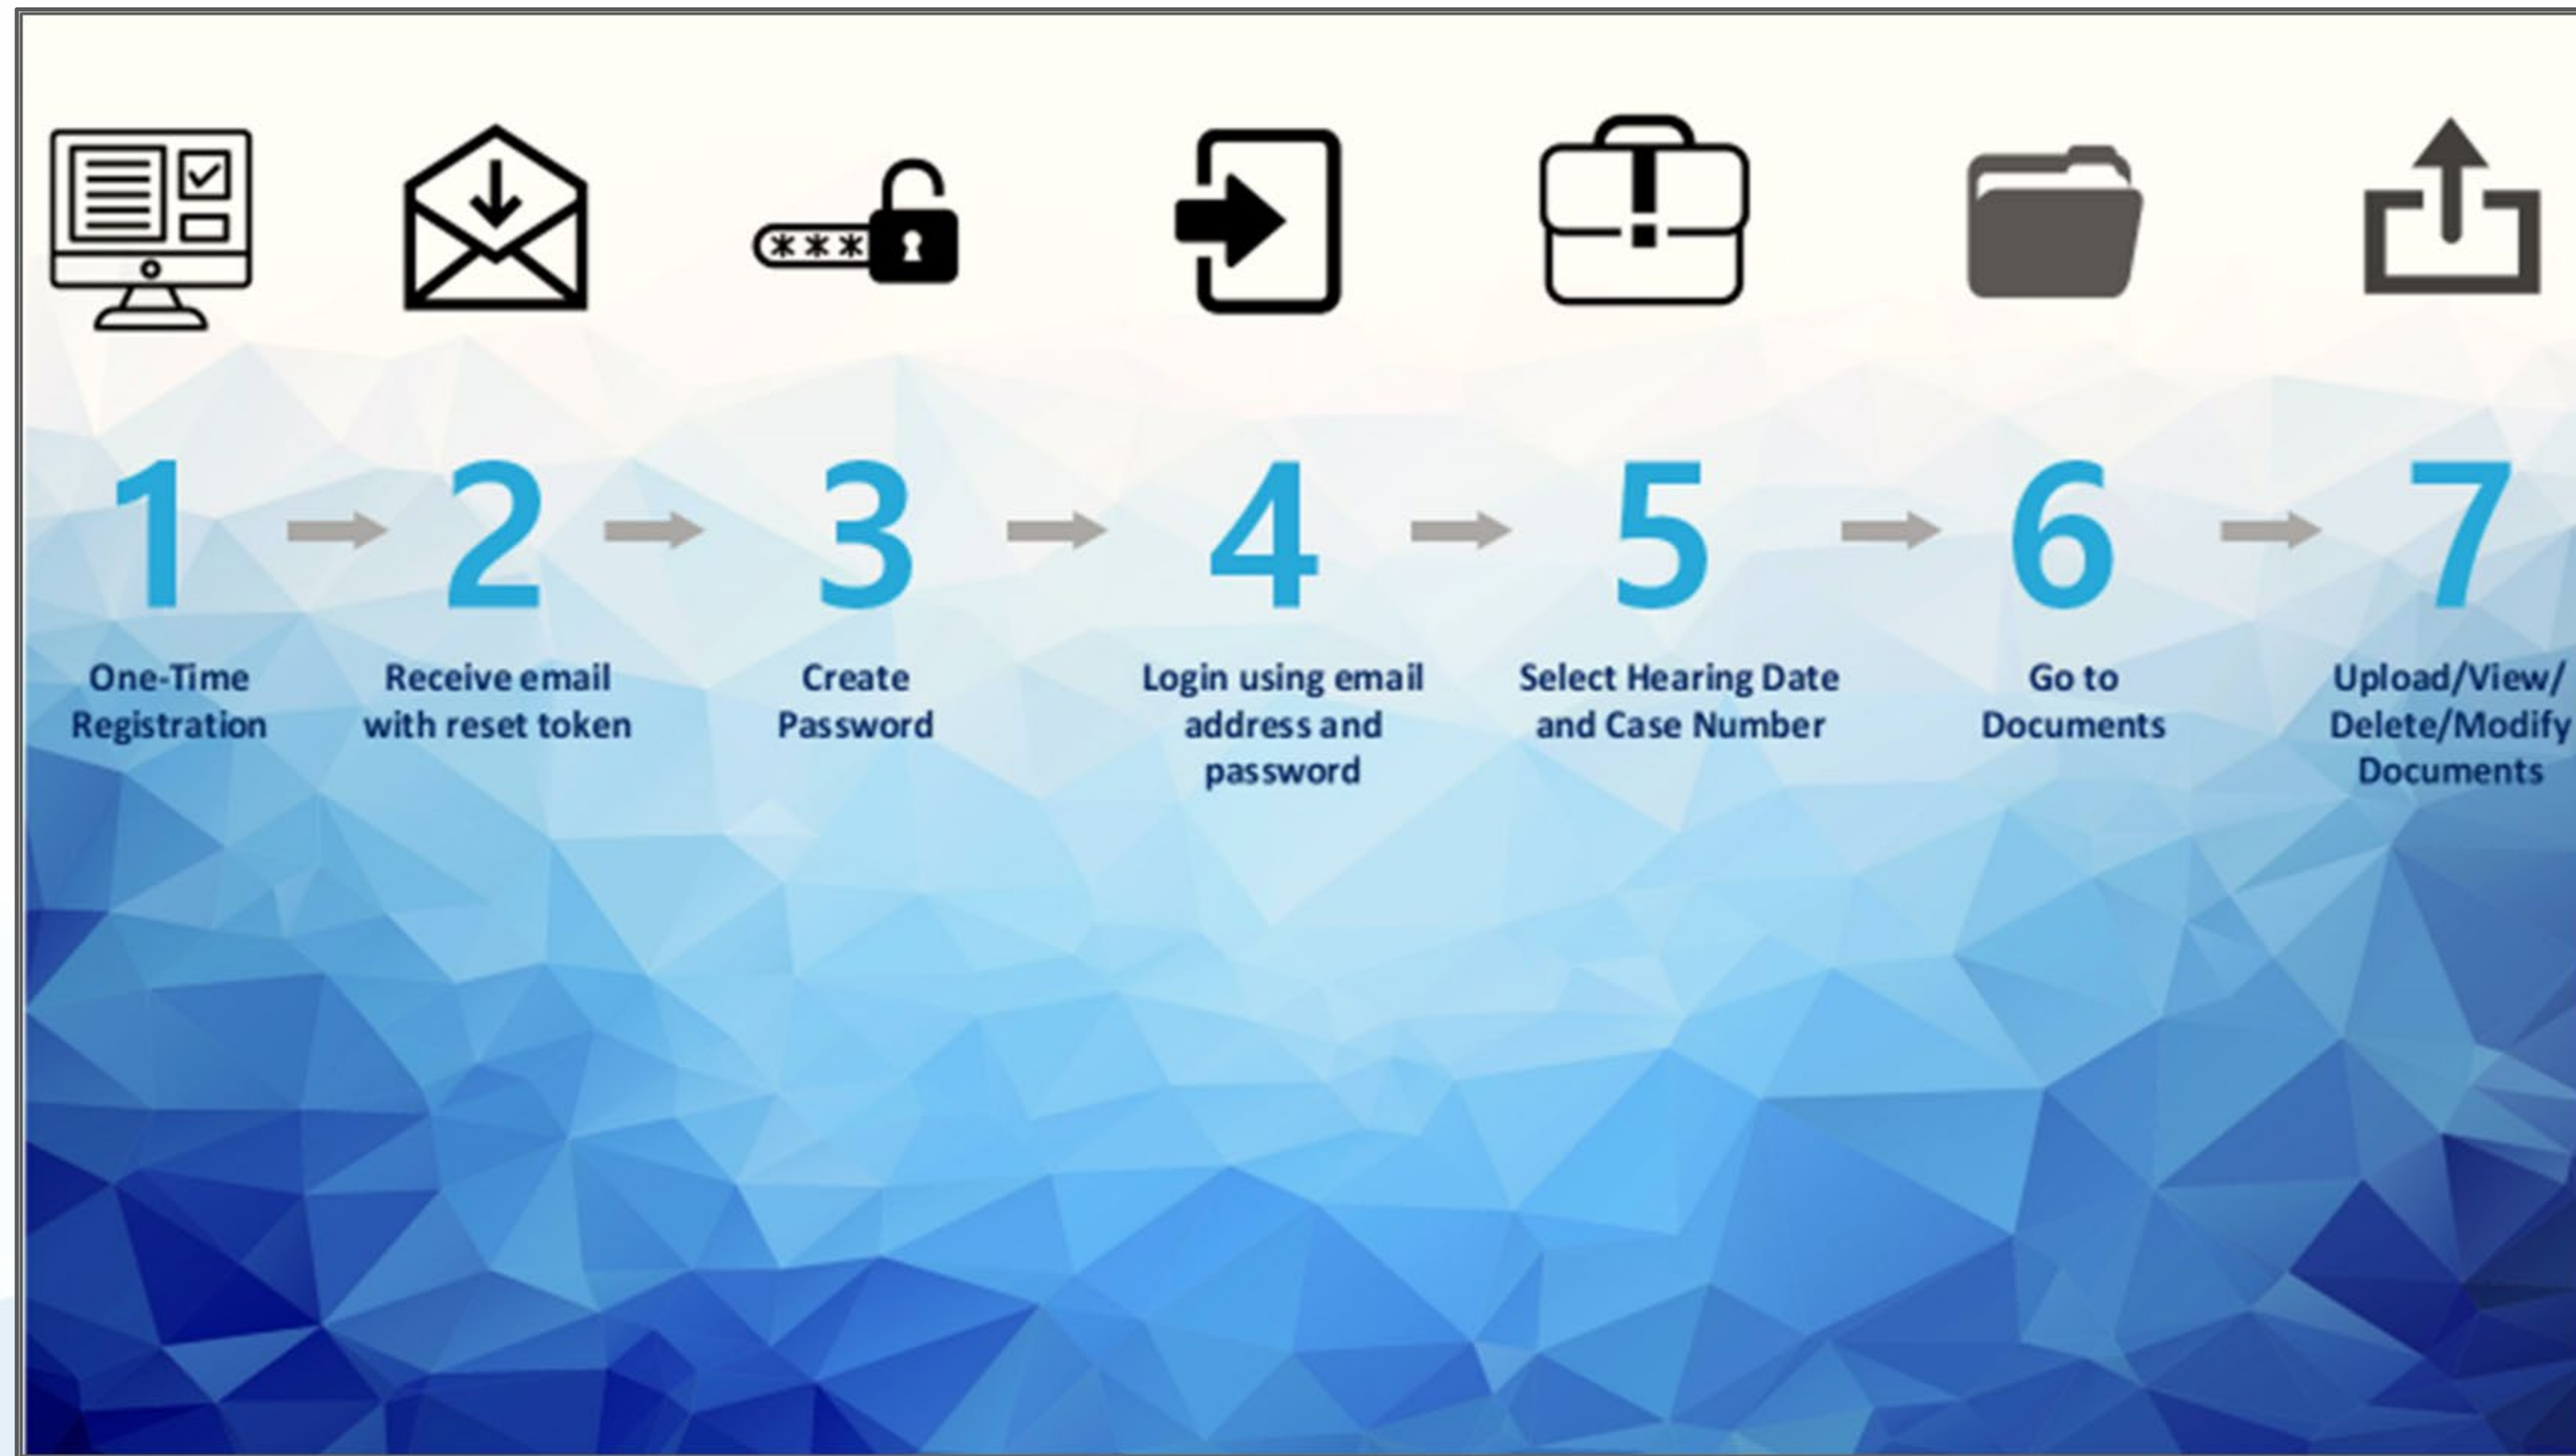 ***
1
2
3
4
5
6
7
One-Time
Registration
Receive email
with reset token
Create
Password
Login using email
address and
password
Select Hearing Date
and Case Number
Go to
Documents
Upload/View/
Delete/Modify
Documents